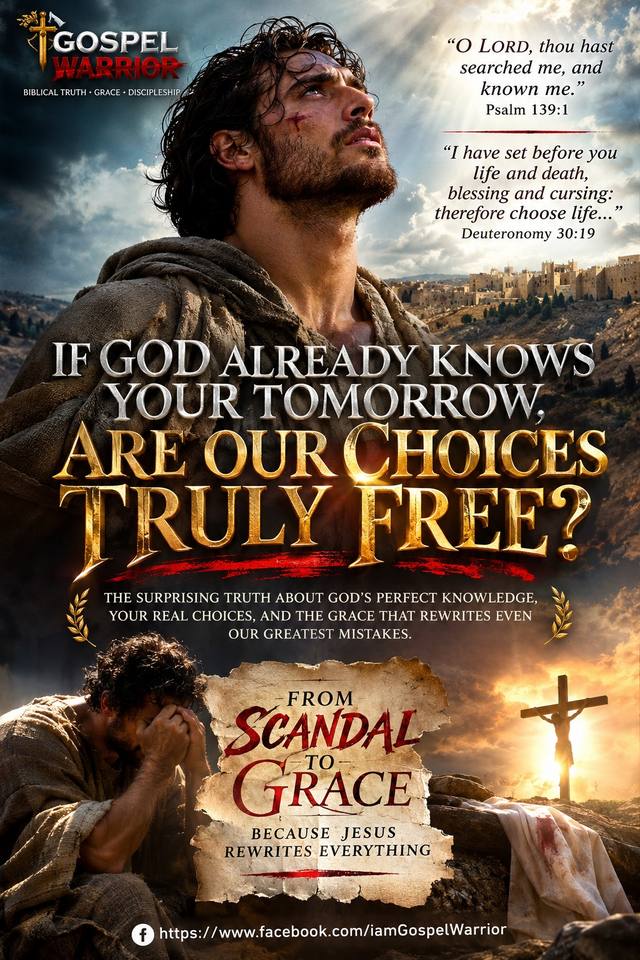 GOSPEL
WARRIOR
BIBLICAL TRUTH • GRACE • DISCIPLESHIP
“O LORD, thou hast
searched me, and
known me.”
Psalm 139:1
“I have set before you
life and death,
blessing and cursing:
therefore choose life...”
Deuteronomy 30:19
IF GOD ALREADY KNOWS
YOUR TOMORROW,
ARE OUR CHOICES
TRULY FREE?
THE SURPRISING TRUTH ABOUT GOD’S PERFECT KNOWLEDGE,
YOUR REAL CHOICES, AND THE GRACE THAT REWRITES EVEN
OUR GREATEST MISTAKES.
FROM
SCANDAL
TO
GRACE
BECAUSE JESUS
REWRITES EVERYTHING
https://www.facebook.com/iamGospelWarrior